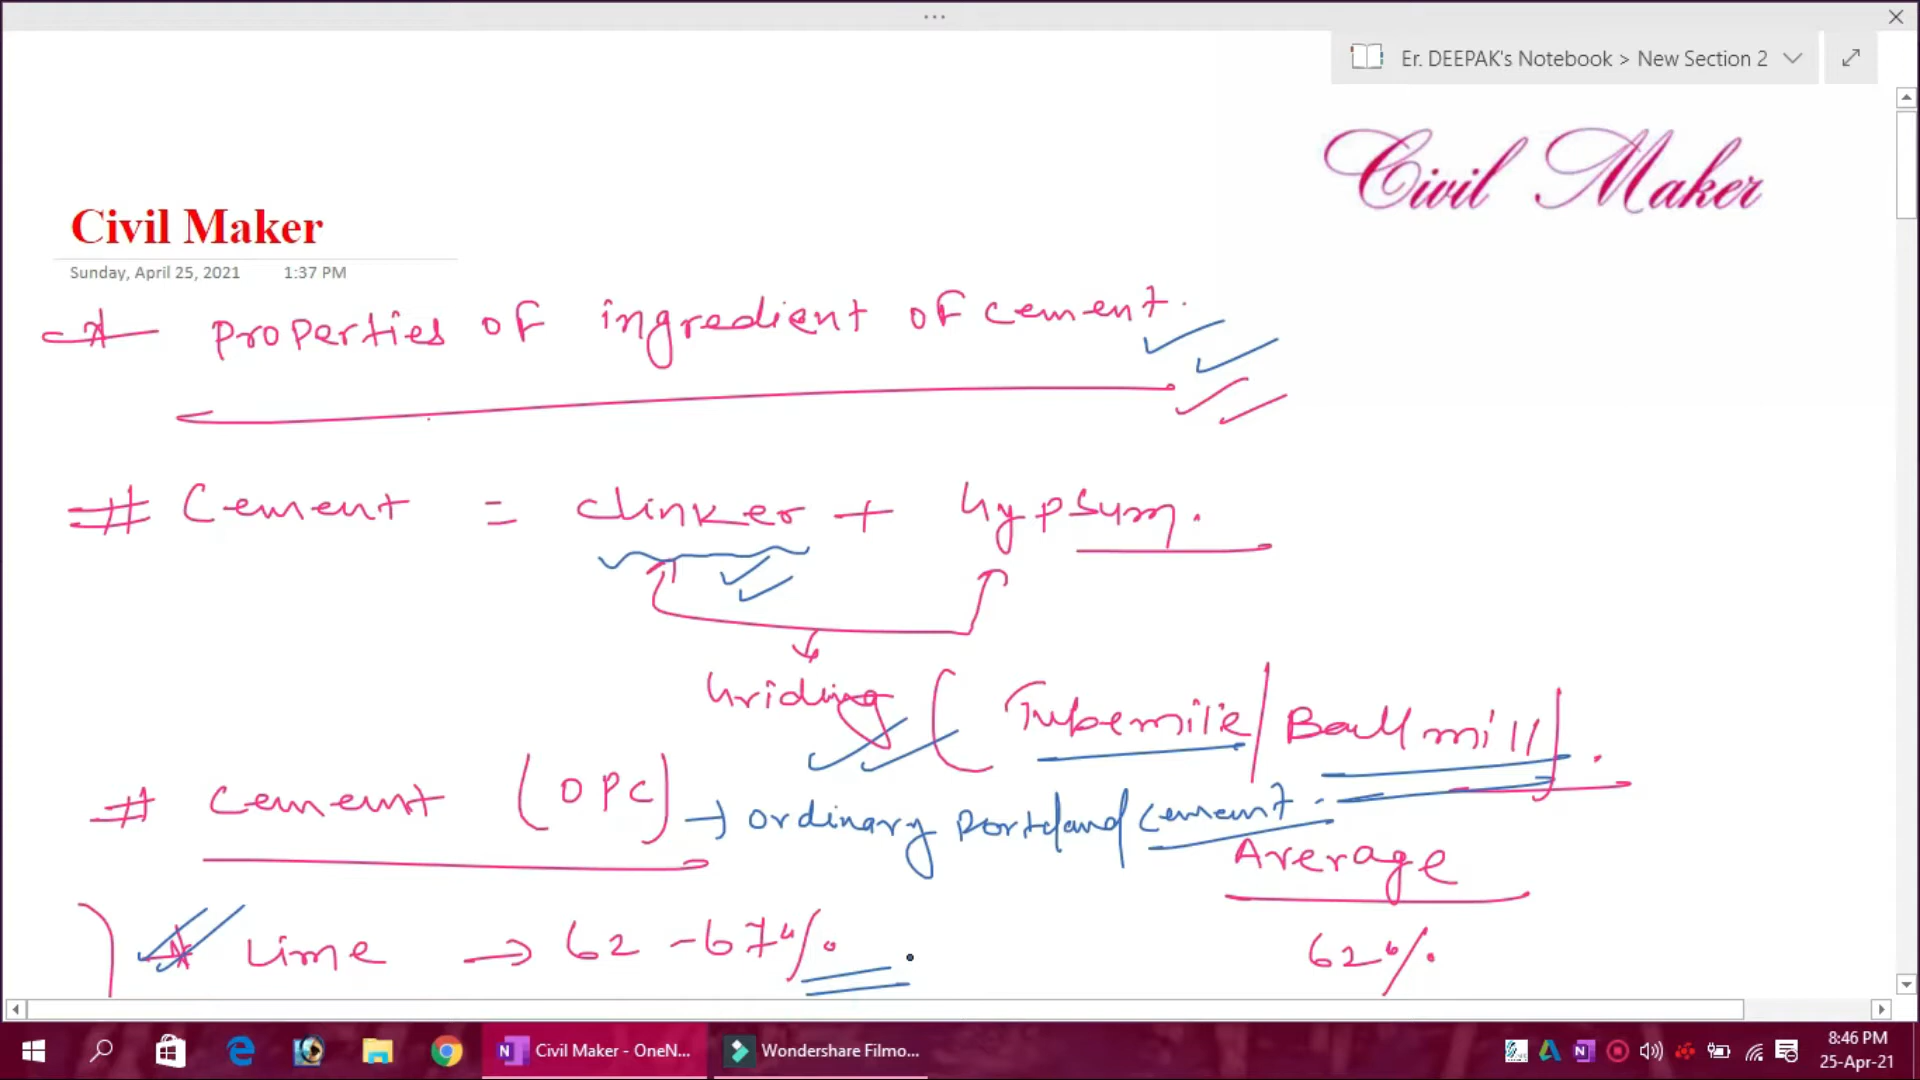 Er. DEEPAK's Notebook > New Section 2
Civil Maker
Civil Maker
Sunday, April 25, 2021 1:37 PM
Properties of ingredient of cement.
# Cement = clinker + Gypsum.
Griding ( Tubemile / Ball mill ) .
# Cement (OPC) → ordinary portland cement.
Average
* Lime → 62 - 67 % 62 %
Civil Maker - OneN...
Wondershare Filmo...
8:46 PM
25-Apr-21